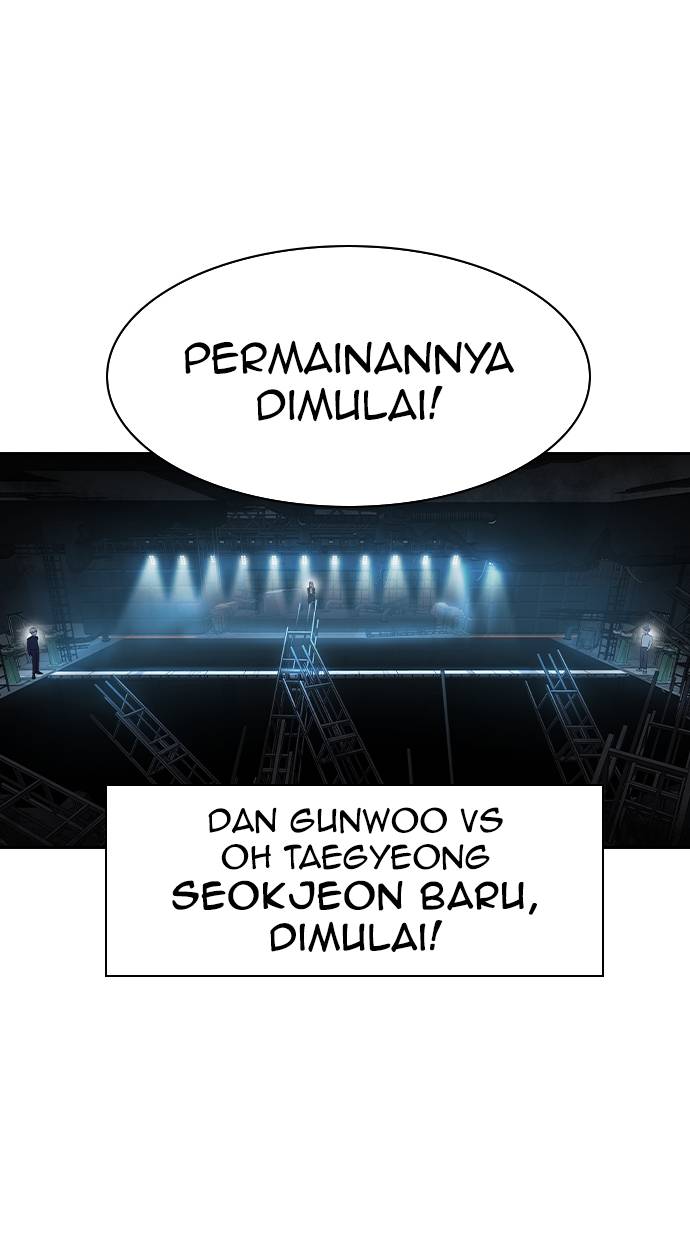 PERMAINANNYA
DIMULAI!
DAN GUNWOO VS
OH TAEGYEONG
SEOKJEON BARU,
DIMULAI!